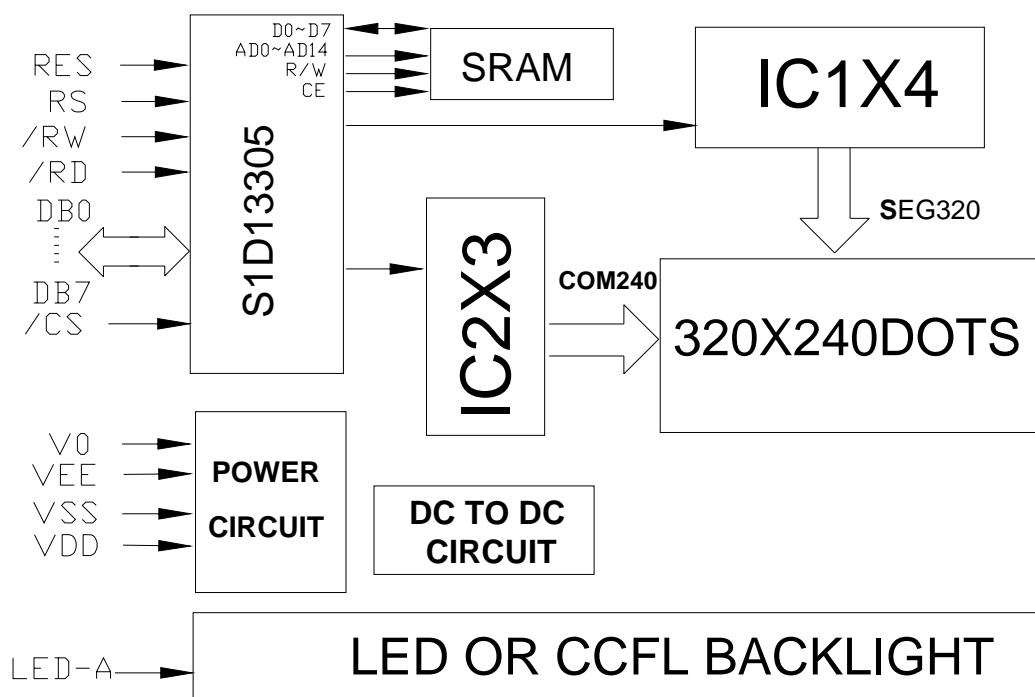 RES
RS
/RW
/RD
DB0
DB7
/CS
S1D13305
D0~D7
AD0~AD14
R/W
CE
SRAM
IC1X4
SEG320
IC2X3
COM240
320X240DOTS
V0
VEE
VSS
VDD
POWER
CIRCUIT
DC TO DC
CIRCUIT
LED-A
LED OR CCFL BACKLIGHT